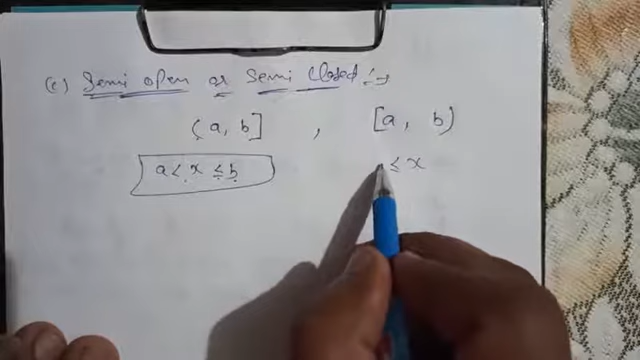 (c) Semi open or Semi Closed :→
(a, b] , [a, b)
a < x ≤ b ≤ x